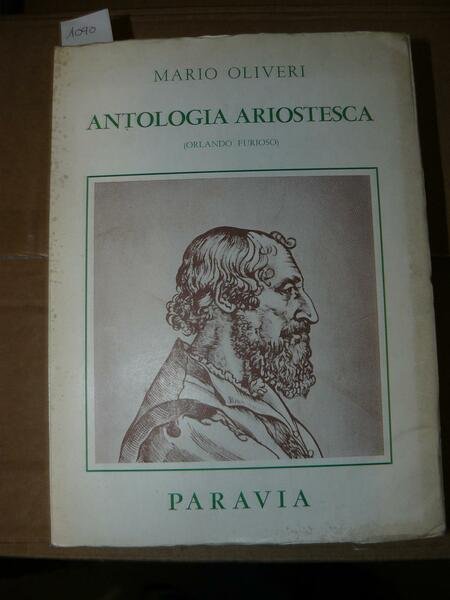 1090
MARIO OLIVERI
ANTOLOGIA ARIOSTESCA
(ORLANDO FURIOSO)
PARAVIA